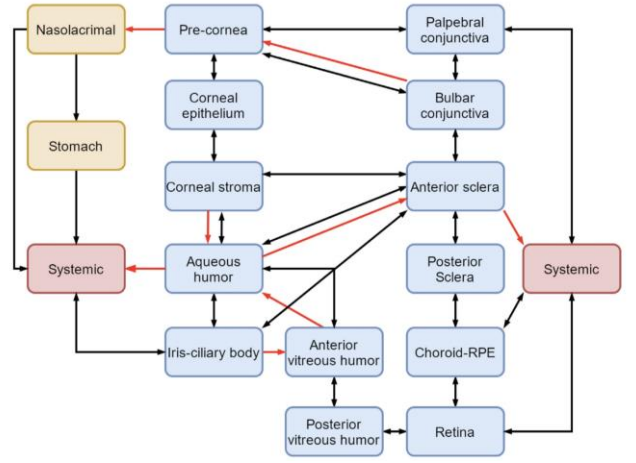 Nasolacrimal
Pre-cornea
Palpebral
conjunctiva
Corneal
epithelium
Bulbar
conjunctiva
Stomach
Corneal stroma
Anterior sclera
Systemic
Aqueous
humor
Posterior
Sclera
Systemic
Iris-ciliary body
Anterior
vitreous humor
Choroid-RPE
Posterior
vitreous humor
Retina